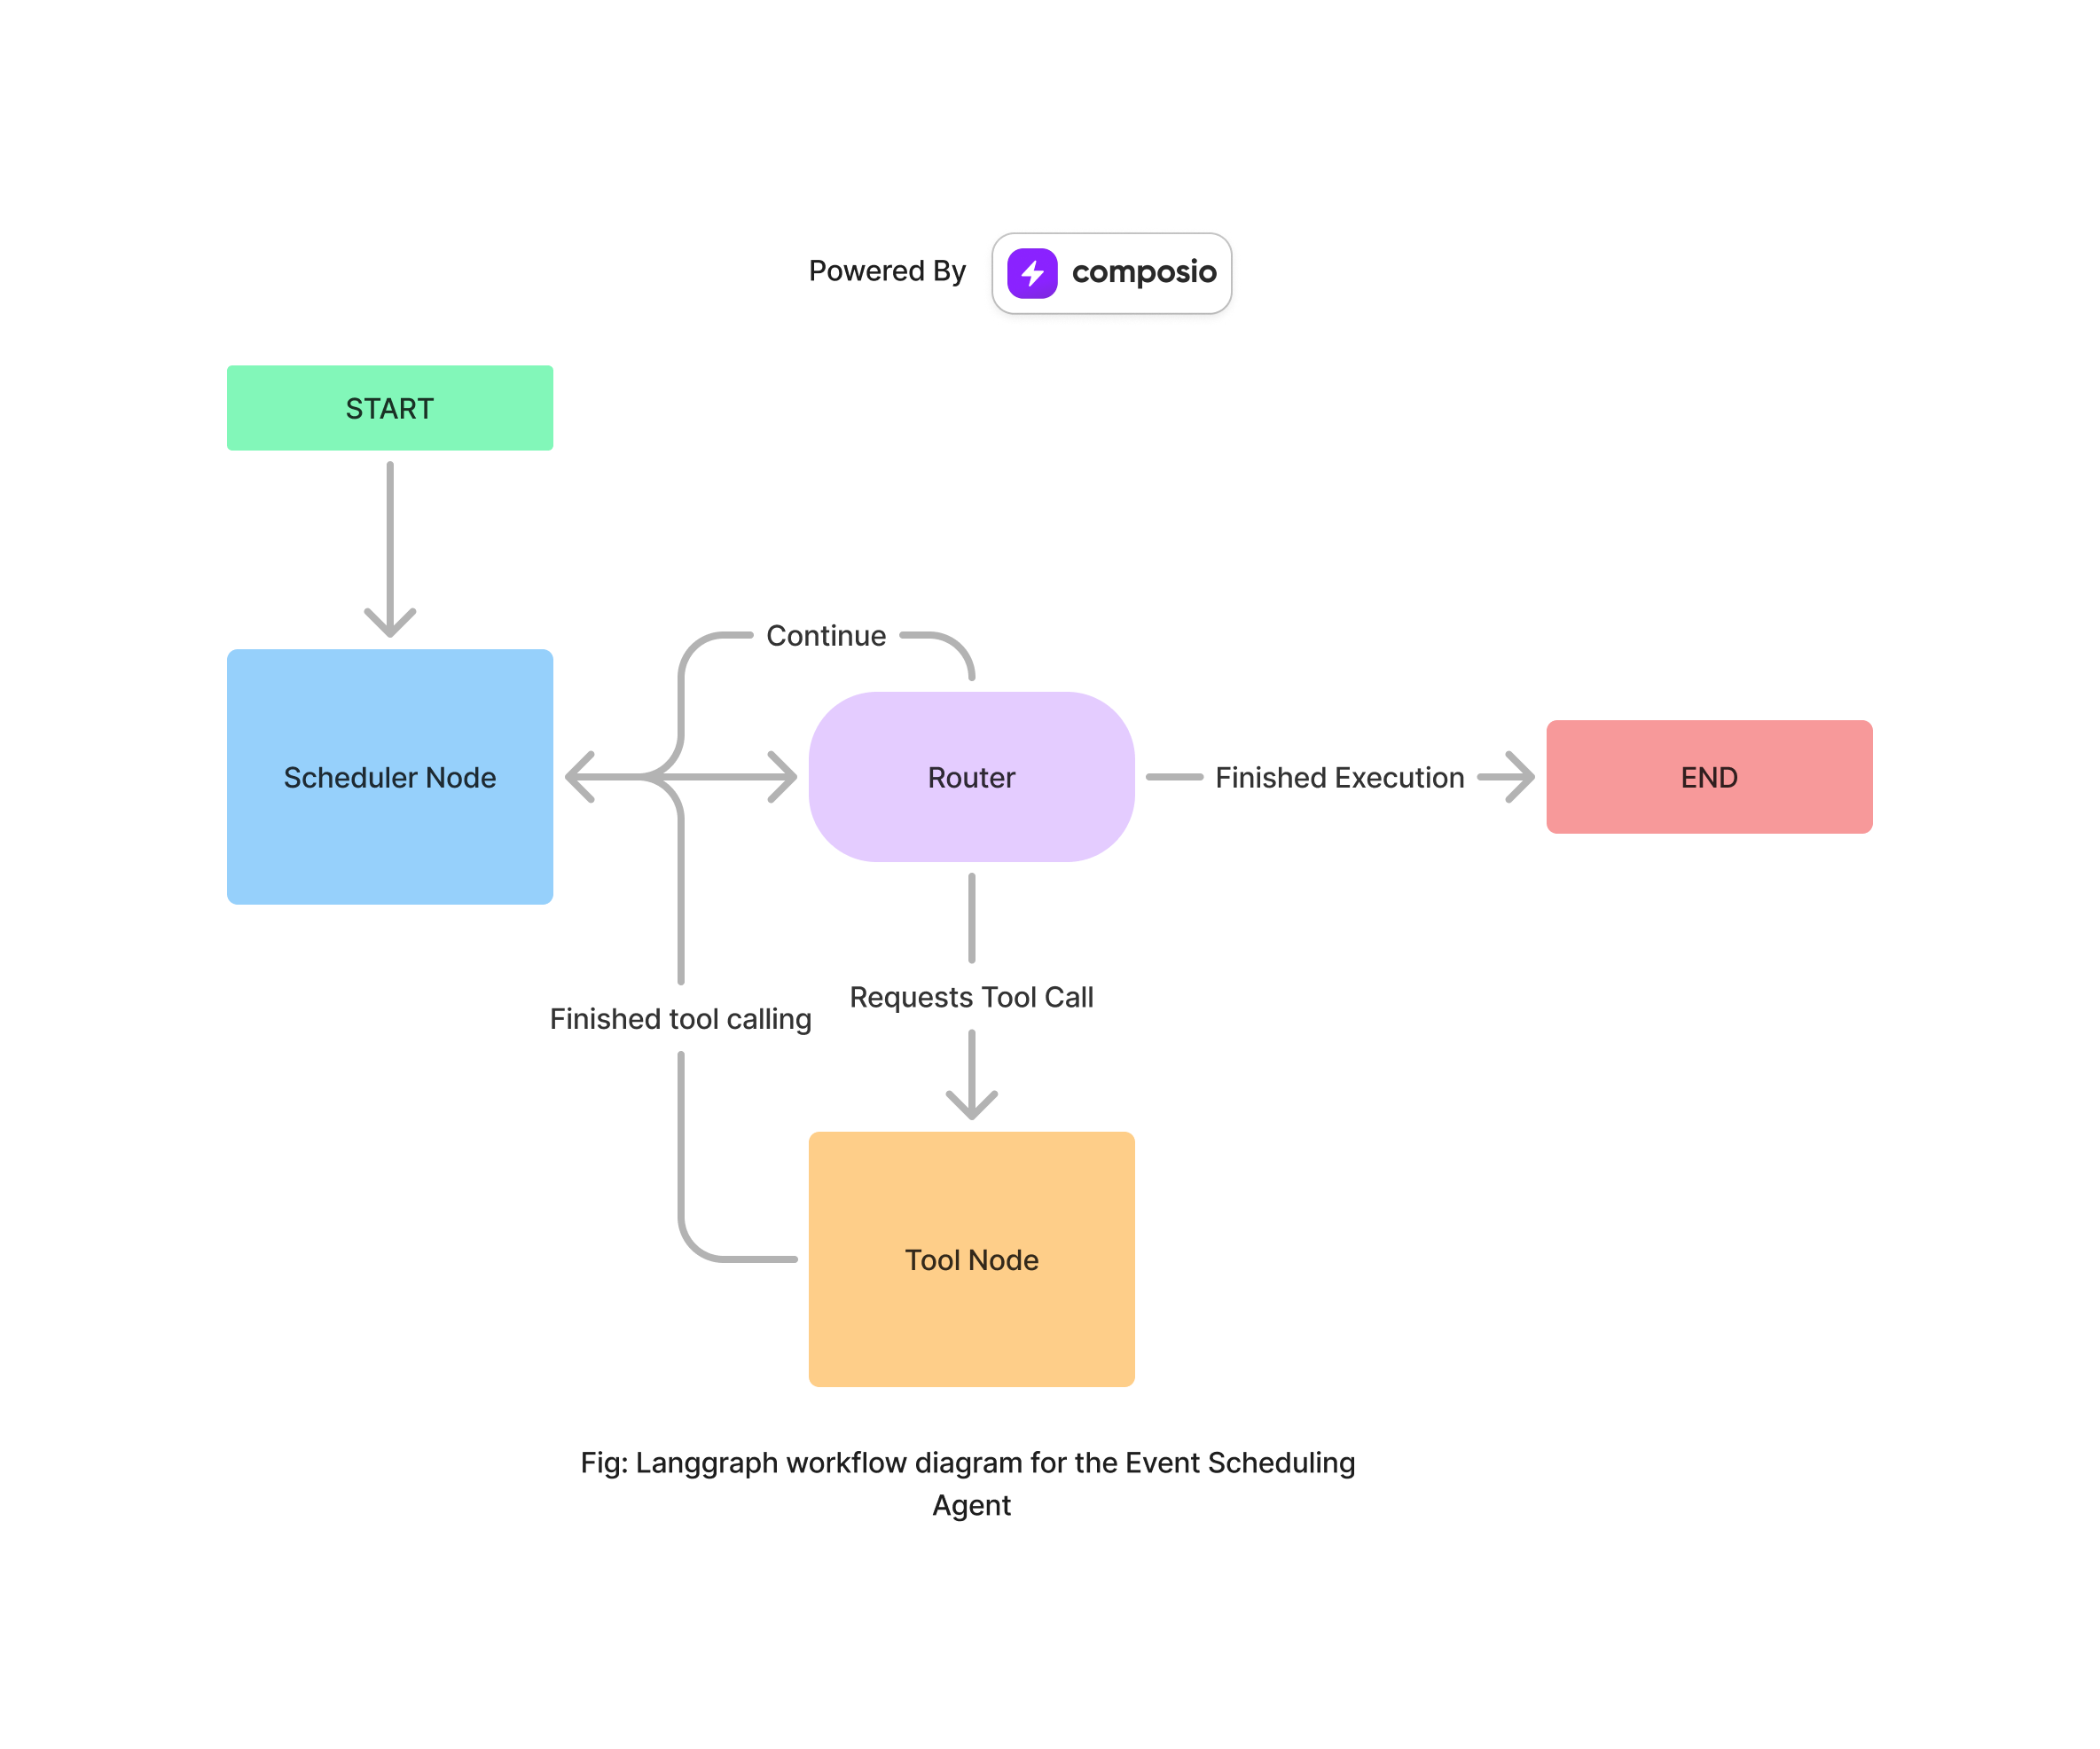 Powered By composio
START
Continue
Scheduler Node
Router
Finished Execution
END
Requests Tool Call
Finished tool calling
Tool Node
Fig: Langgraph workflow diagram for the Event Scheduling
Agent